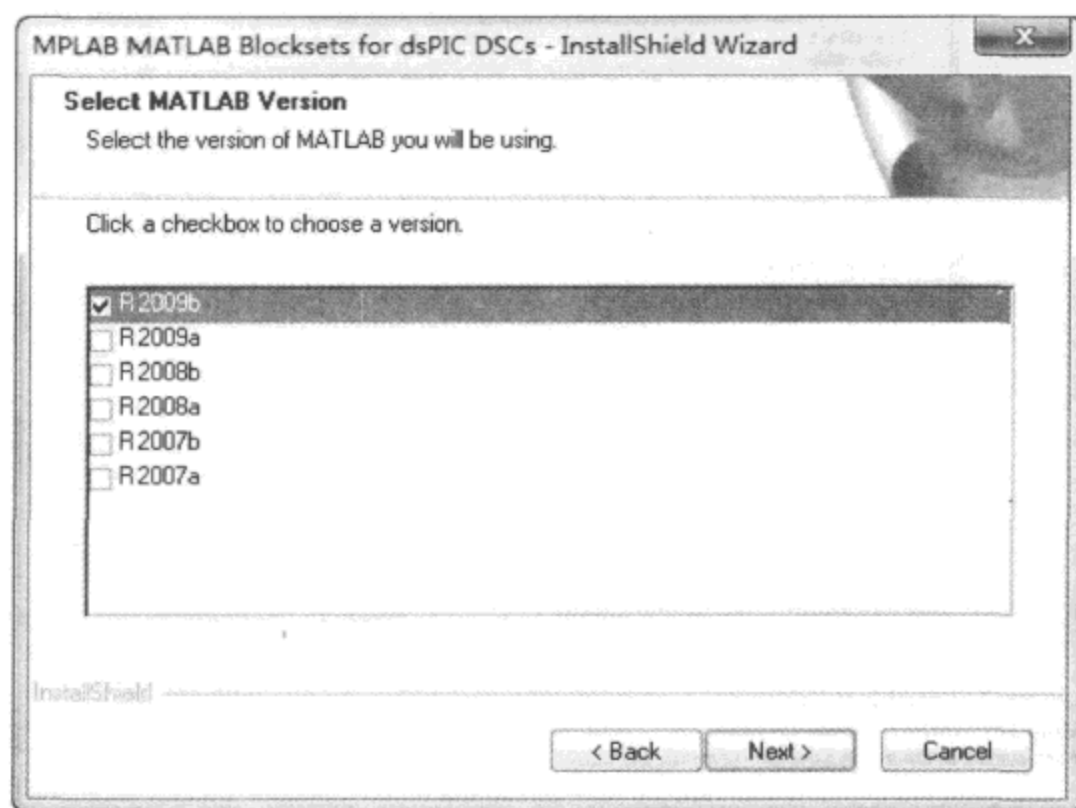 MPLAB MATLAB Blocksets for dsPIC DSCs - InstallShield Wizard
Select MATLAB Version
Select the version of MATLAB you will be using.
Click a checkbox to choose a version.
R2009b
R2009a
R2008b
R2008a
R2007b
R2007a
InstallShield
< Back Next > Cancel